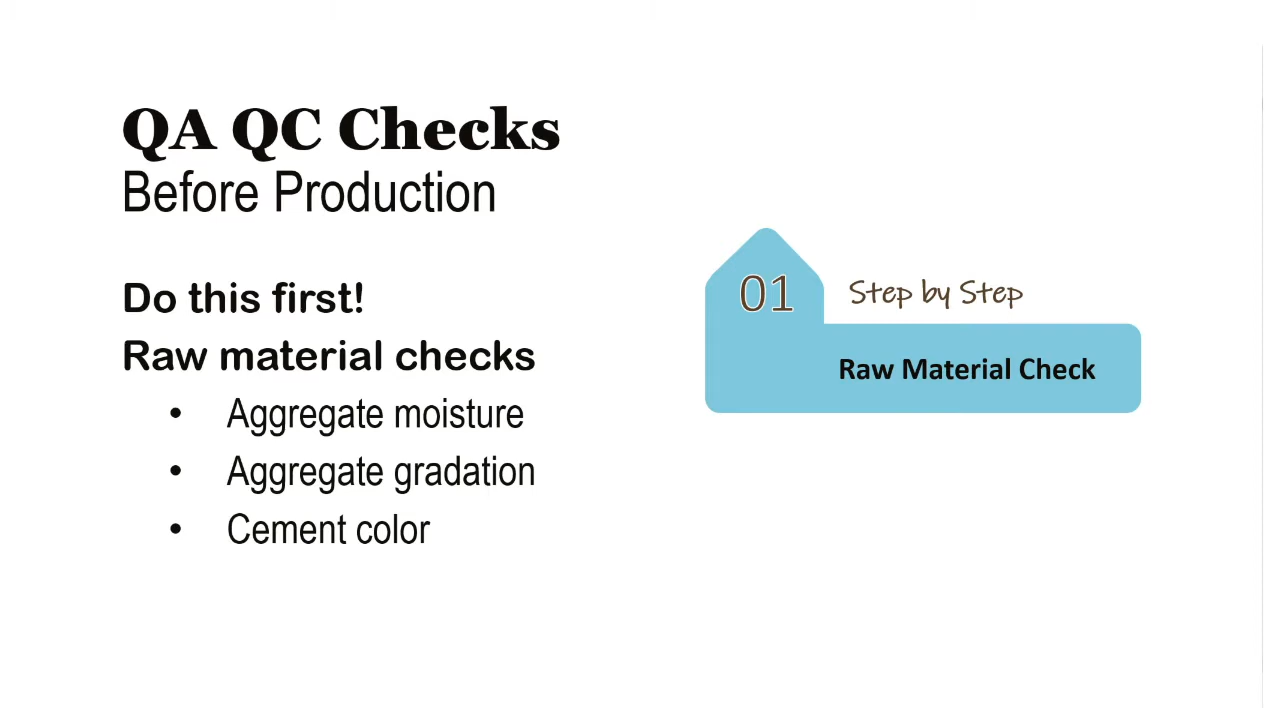 QA QC Checks
Before Production
Do this first!
Raw material checks
• Aggregate moisture
• Aggregate gradation
• Cement color
01
Step by Step
Raw Material Check